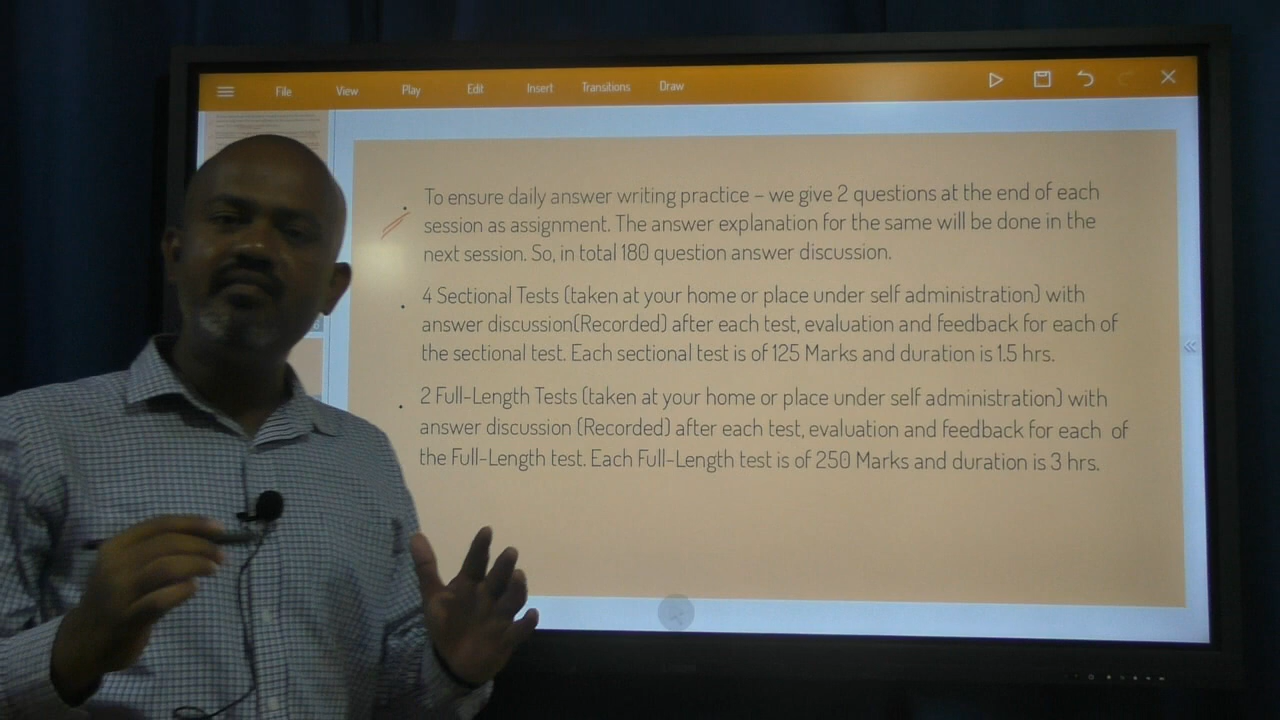 File View Play Edit Insert Transitions Draw
To ensure daily answer writing practice – we give 2 questions at the end of each
session as assignment. The answer explanation for the same will be done in the
next session. So, in total 180 question answer discussion.
4 Sectional Tests (taken at your home or place under self administration) with
answer discussion(Recorded) after each test, evaluation and feedback for each of
the sectional test. Each sectional test is of 125 Marks and duration is 1.5 hrs.
2 Full-Length Tests (taken at your home or place under self administration) with
answer discussion (Recorded) after each test, evaluation and feedback for each of
the Full-Length test. Each Full-Length test is of 250 Marks and duration is 3 hrs.